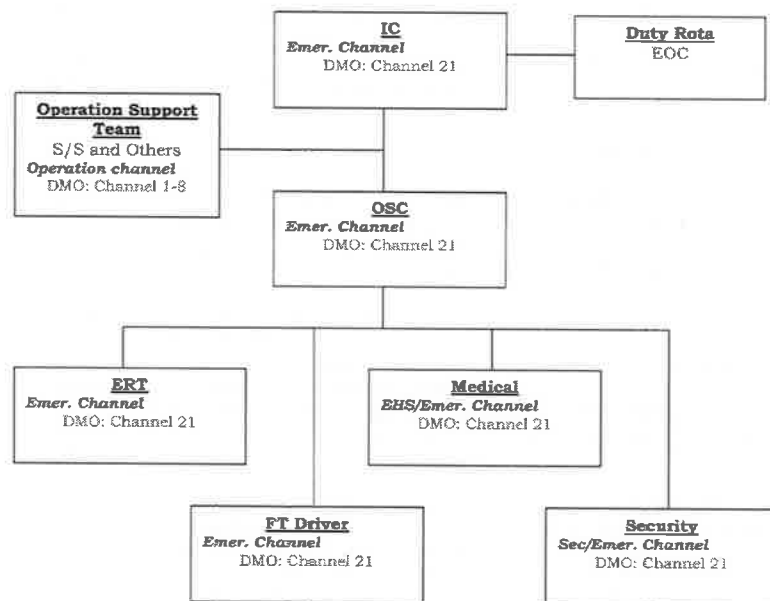 IC
Emer. Channel
DMO: Channel 21
Duty Rota
EOC
Operation Support
Team
S/S and Others
Operation channel
DMO: Channel 1-8
OSC
Emer. Channel
DMO: Channel 21
ERT
Emer. Channel
DMO: Channel 21
Medical
EHS/Emer. Channel
DMO: Channel 21
FT Driver
Emer. Channel
DMO: Channel 21
Security
Sec/Emer. Channel
DMO: Channel 21